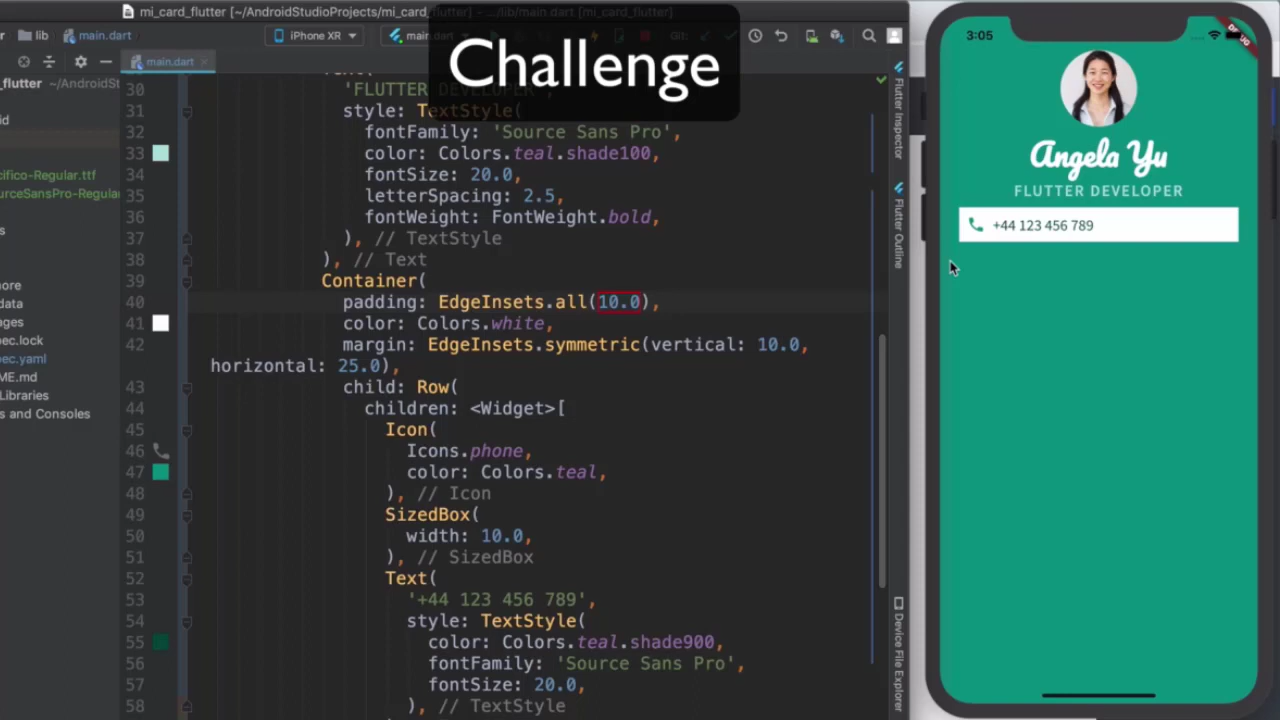 mi_card_flutter [~/AndroidStudioProjects/mi_card_flutter] - .../lib/main.dart [mi_card_flutter]
lib
main.dart
iPhone XR
main.dart
Git:
Challenge
main.dart
_flutter ~/AndroidSt
id
cifico-Regular.ttf
urceSansPro-Regular
s
ore
data
ages
pec.lock
pec.yaml
ME.md
Libraries
s and Consoles
30 'FLUTTER DEVELOPER',
31 style: TextStyle(
32 fontFamily: 'Source Sans Pro',
33 color: Colors.teal.shade100,
34 fontSize: 20.0,
35 letterSpacing: 2.5,
36 fontWeight: FontWeight.bold,
37 ), // TextStyle
38 ), // Text
39 Container(
40 padding: EdgeInsets.all(10.0),
41 color: Colors.white,
42 margin: EdgeInsets.symmetric(vertical: 10.0,
horizontal: 25.0),
43 child: Row(
44 children: <Widget>[
45 Icon(
46 Icons.phone,
47 color: Colors.teal,
48 ), // Icon
49 SizedBox(
50 width: 10.0,
51 ), // SizedBox
52 Text(
53 '+44 123 456 789',
54 style: TextStyle(
55 color: Colors.teal.shade900,
56 fontFamily: 'Source Sans Pro',
57 fontSize: 20.0,
58 ), // TextStyle
Flutter Inspector
Flutter Outline
Device File Explorer
3:05
Angela Yu
FLUTTER DEVELOPER
+44 123 456 789